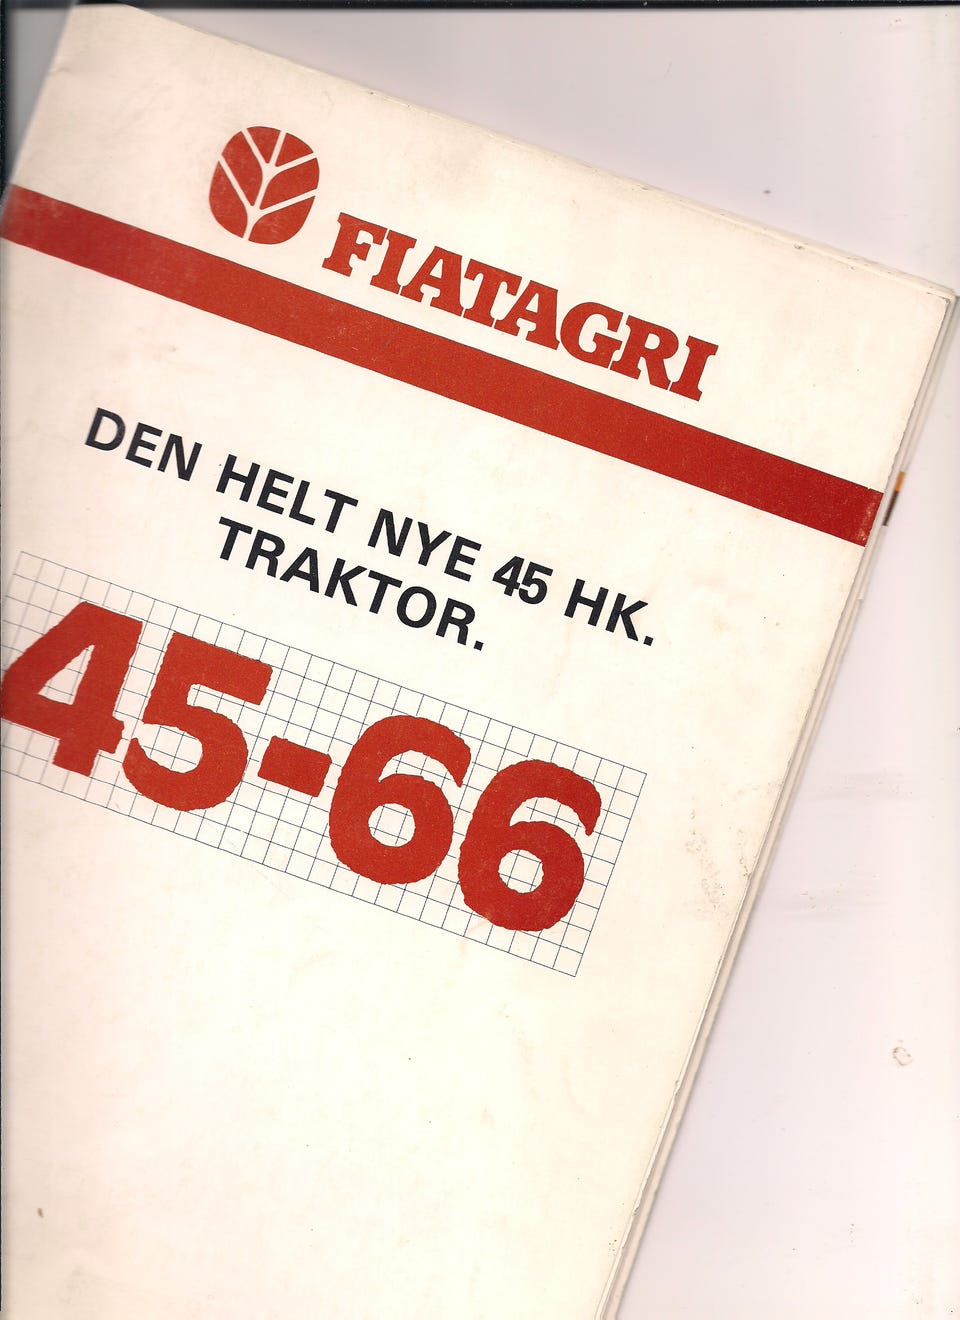 FIATAGRI
DEN HELT NYE 45 HK.
TRAKTOR.
45-66